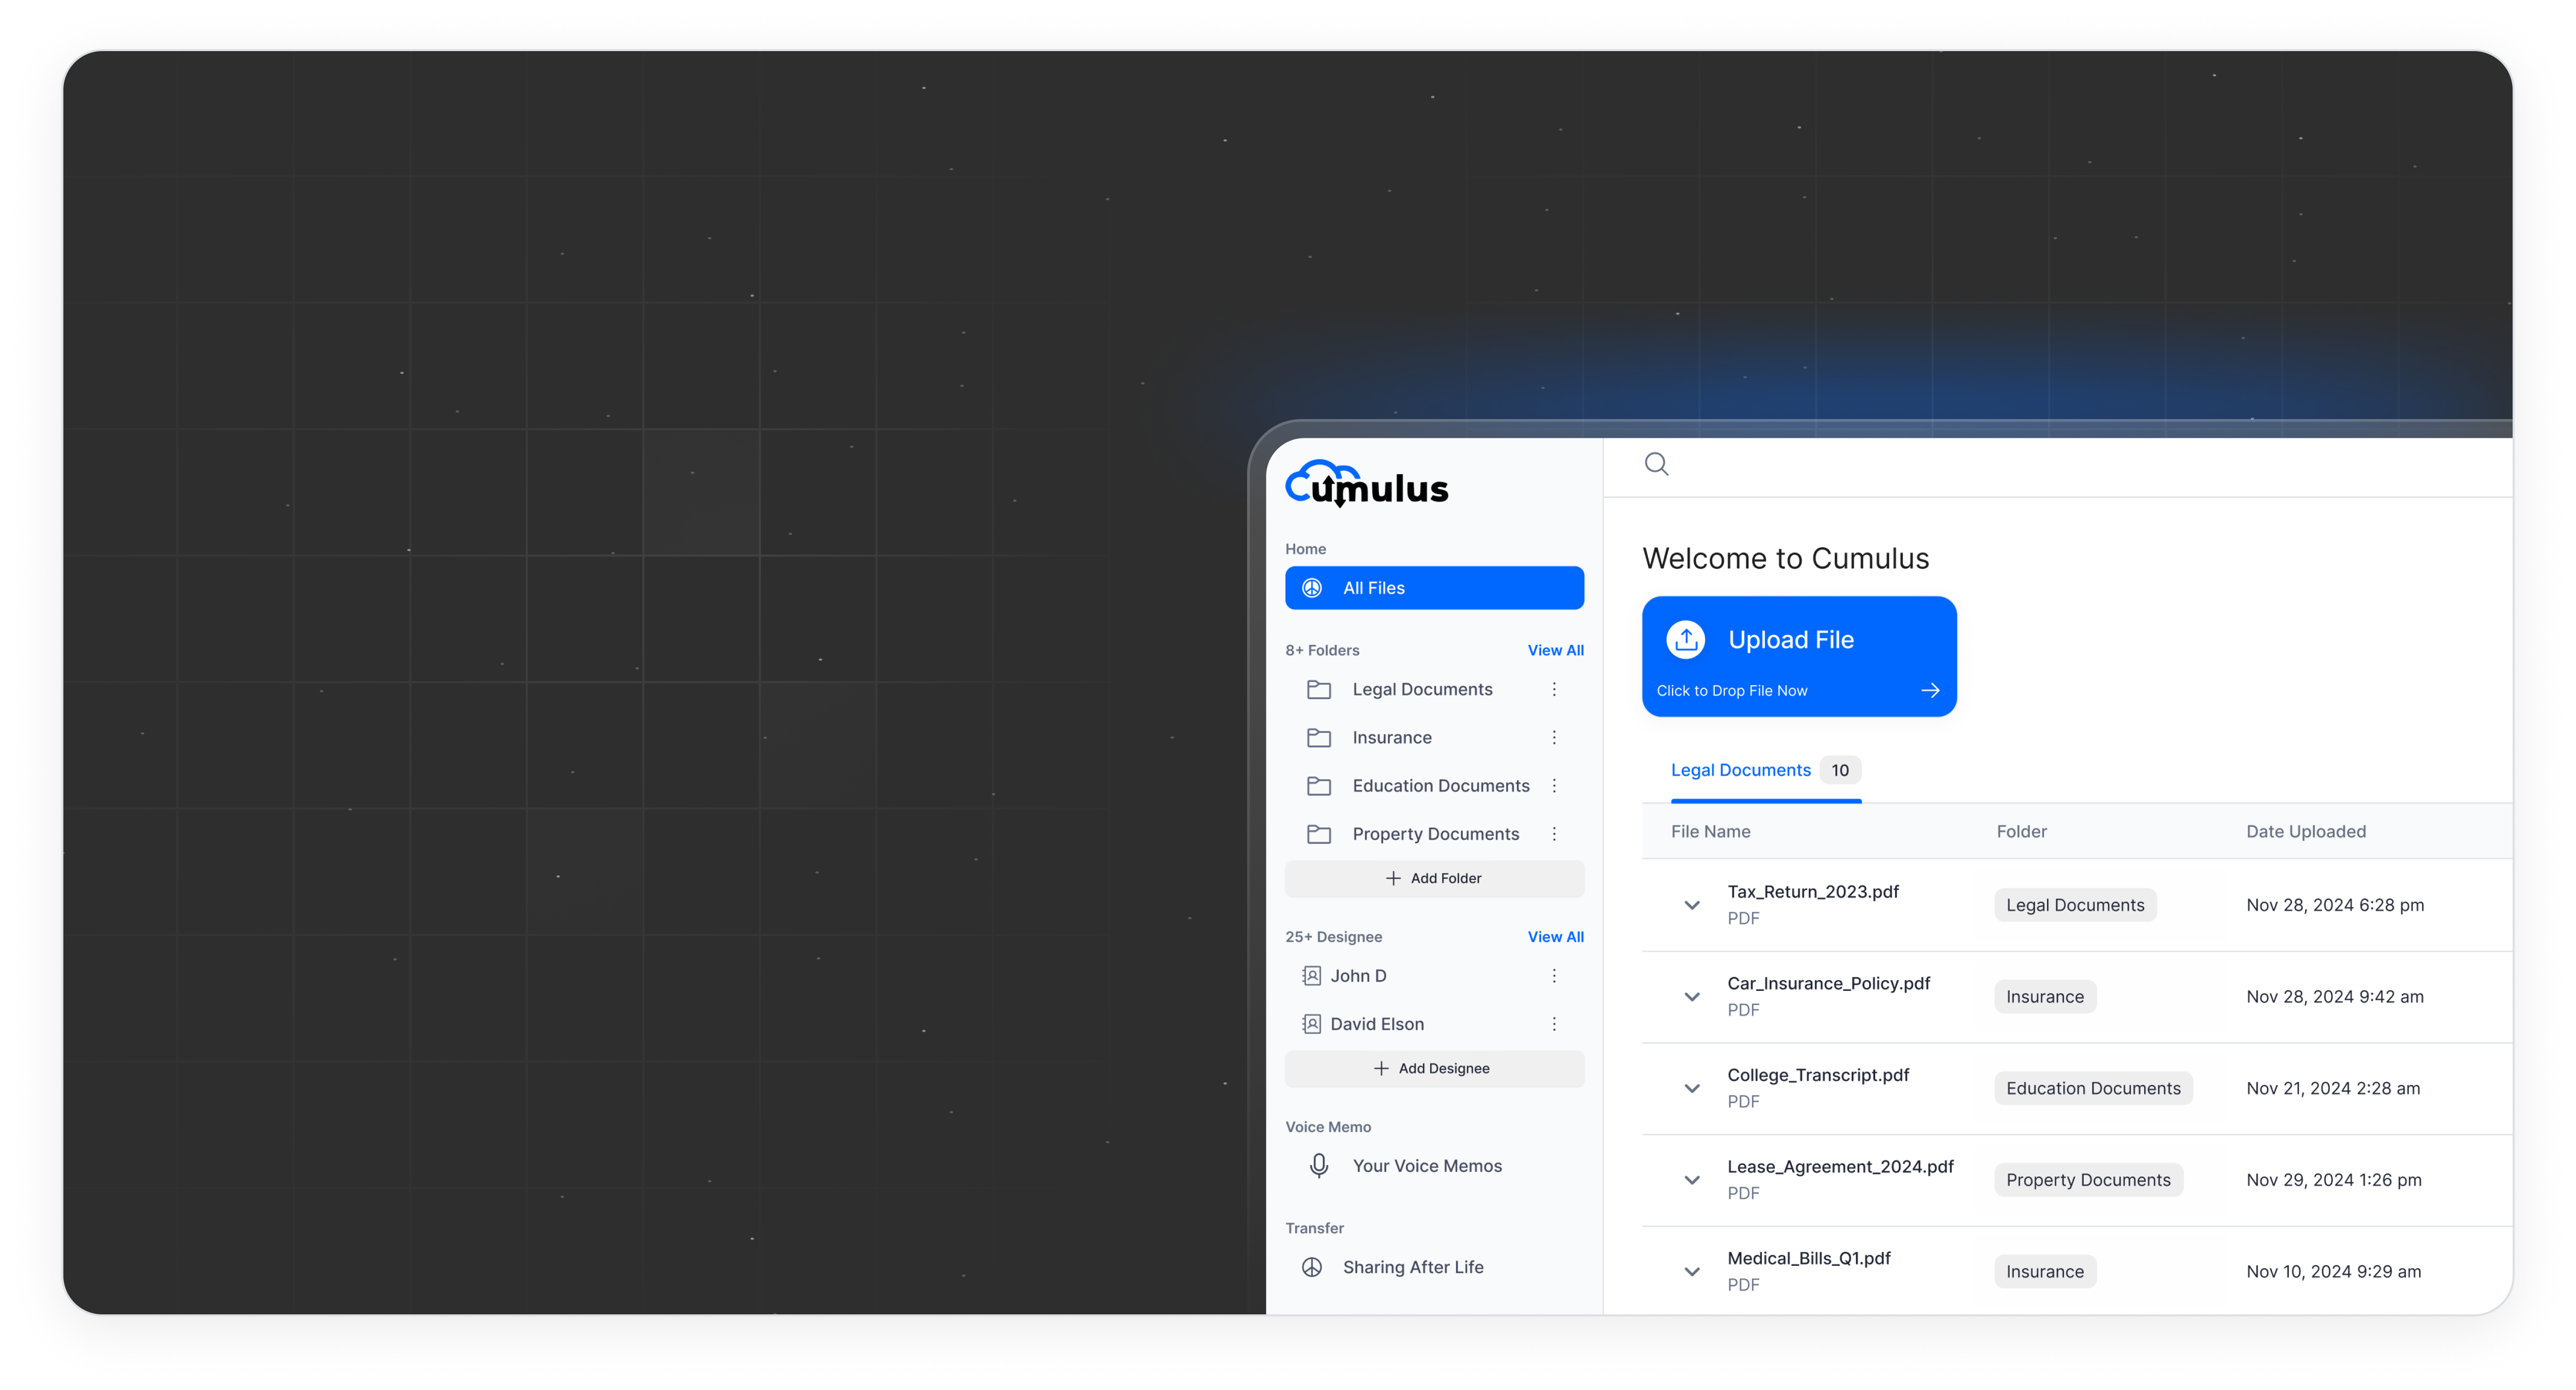 Cumulus
Home
All Files
8+ Folders View All
Legal Documents
Insurance
Education Documents
Property Documents
Add Folder
25+ Designee View All
John D
David Elson
Add Designee
Voice Memo
Your Voice Memos
Transfer
Sharing After Life
Welcome to Cumulus
Upload File
Click to Drop File Now
Legal Documents 10
File Name Folder Date Uploaded
Tax_Return_2023.pdf
PDF
Legal Documents Nov 28, 2024 6:28 pm
Car_Insurance_Policy.pdf
PDF
Insurance Nov 28, 2024 9:42 am
College_Transcript.pdf
PDF
Education Documents Nov 21, 2024 2:28 am
Lease_Agreement_2024.pdf
PDF
Property Documents Nov 29, 2024 1:26 pm
Medical_Bills_Q1.pdf
PDF
Insurance Nov 10, 2024 9:29 am